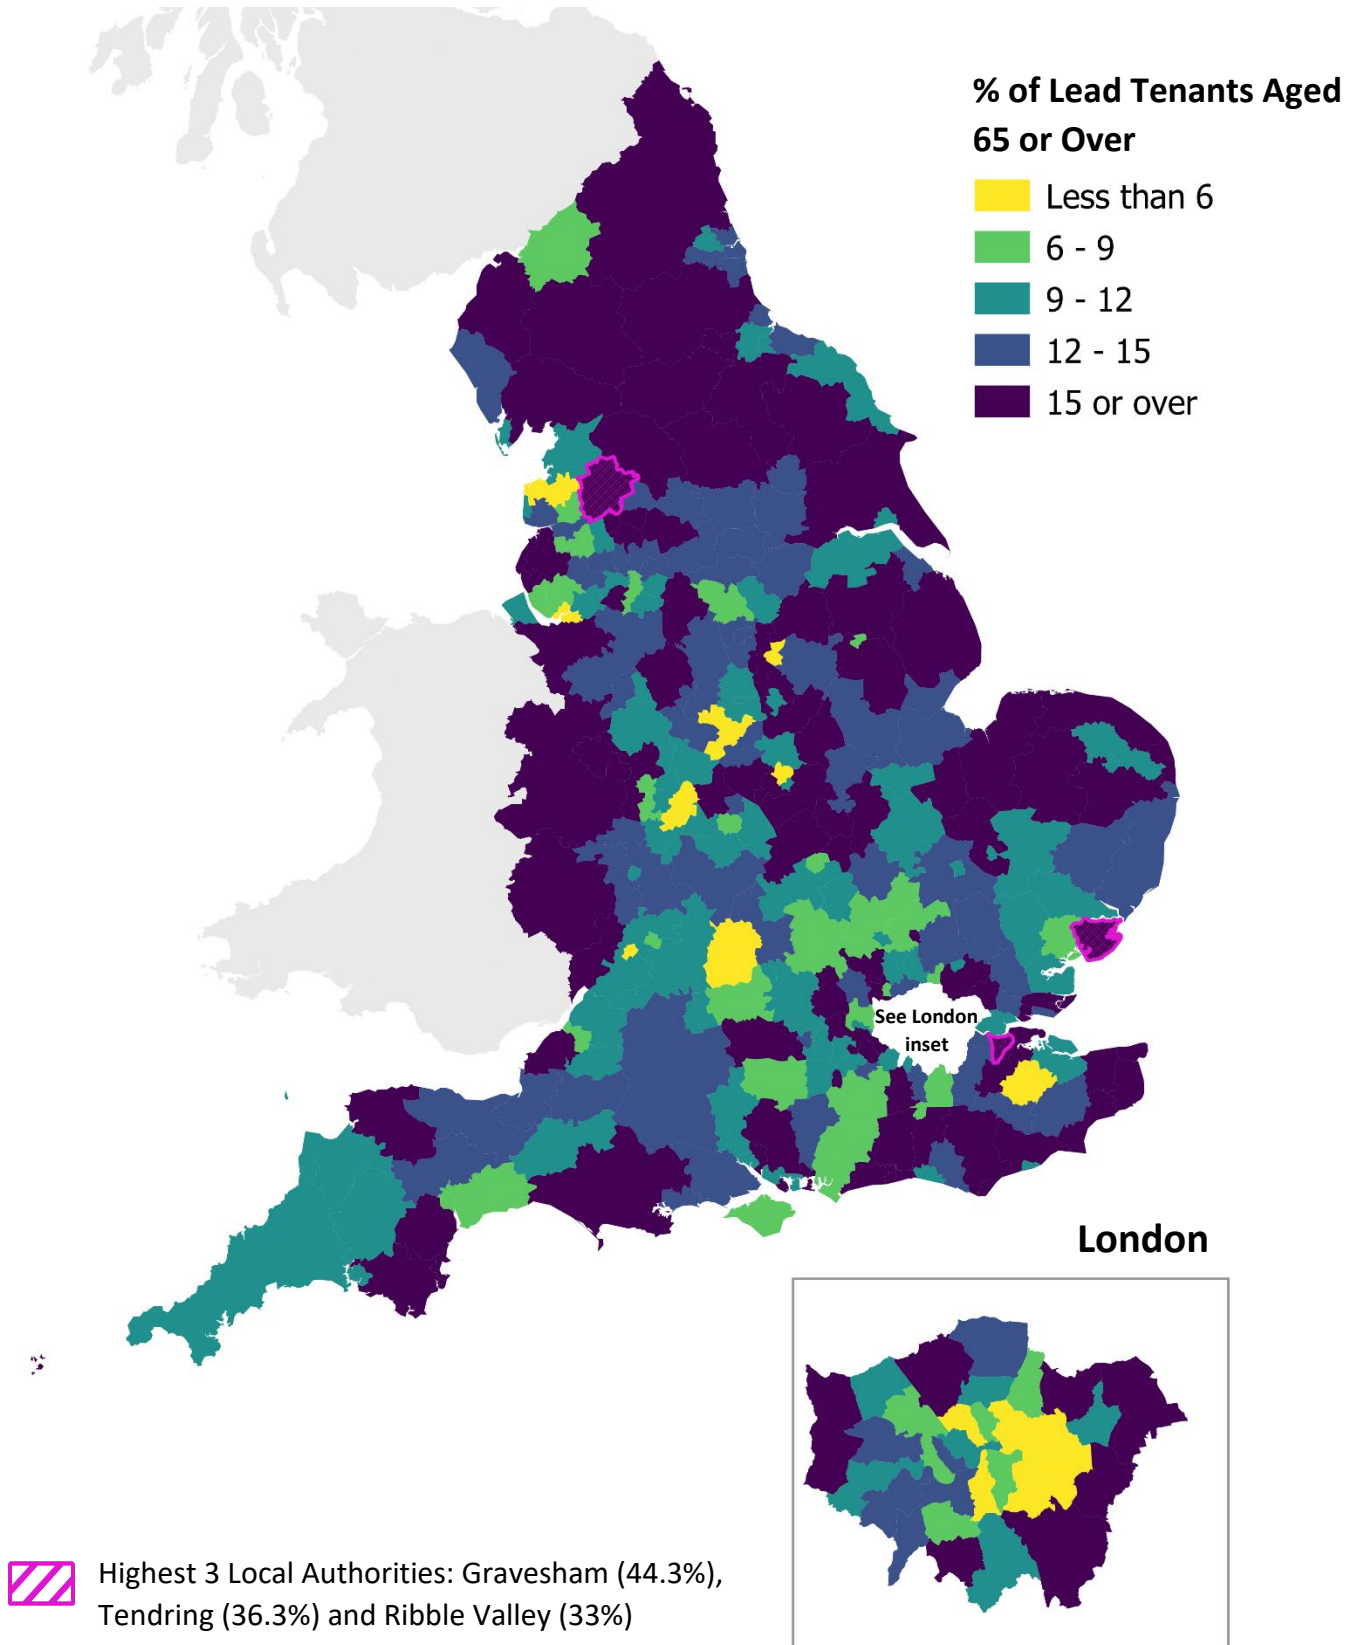 % of Lead Tenants Aged
65 or Over
Less than 6
6 - 9
9 - 12
12 - 15
15 or over
See London
inset
London
Highest 3 Local Authorities: Gravesham (44.3%),
Tendring (36.3%) and Ribble Valley (33%)